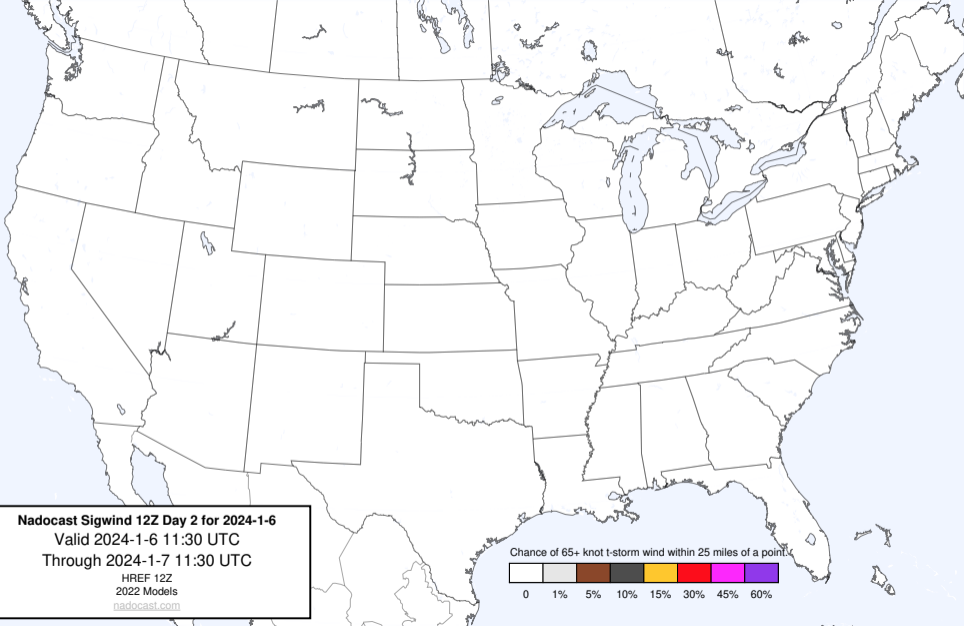 Nadocast Sigwind 12Z Day 2 for 2024-1-6
Valid 2024-1-6 11:30 UTC
Through 2024-1-7 11:30 UTC
HREF 12Z
2022 Models
nadocast.com
Chance of 65+ knot t-storm wind within 25 miles of a point.
0 1% 5% 10% 15% 30% 45% 60%